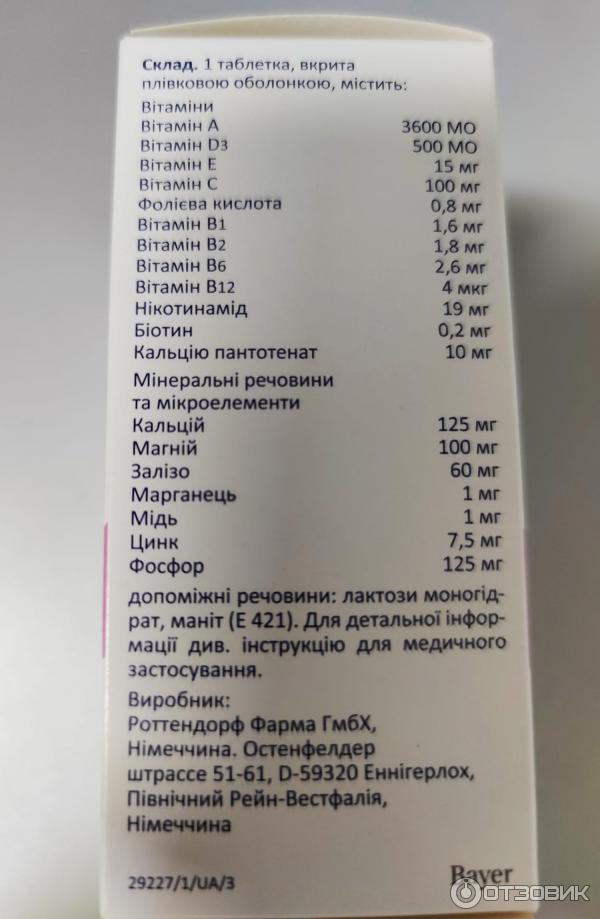 Склад. 1 таблетка, вкрита
плівковою оболонкою, містить:
Вітаміни
Вітамін А 3600 МО
Вітамін D3 500 МО
Вітамін Е 15 мг
Вітамін С 100 мг
Фолієва кислота 0,8 мг
Вітамін В1 1,6 мг
Вітамін В2 1,8 мг
Вітамін В6 2,6 мг
Вітамін В12 4 мкг
Нікотинамід 19 мг
Біотин 0,2 мг
Кальцію пантотенат 10 мг
Мінеральні речовини
та мікроелементи
Кальцій 125 мг
Магній 100 мг
Залізо 60 мг
Марганець 1 мг
Мідь 1 мг
Цинк 7,5 мг
Фосфор 125 мг
допоміжні речовини: лактози моногід-
рат, маніт (Е 421). Для детальної інфор-
мації див. інструкцію для медичного
застосування.
Виробник:
Роттендорф Фарма ГмбХ,
Німеччина. Остенфелдер
штрассе 51-61, D-59320 Еннігерлох,
Північний Рейн-Вестфалія,
Німеччина
29227/1/UA/3 Bayer
ОТЗОВИК